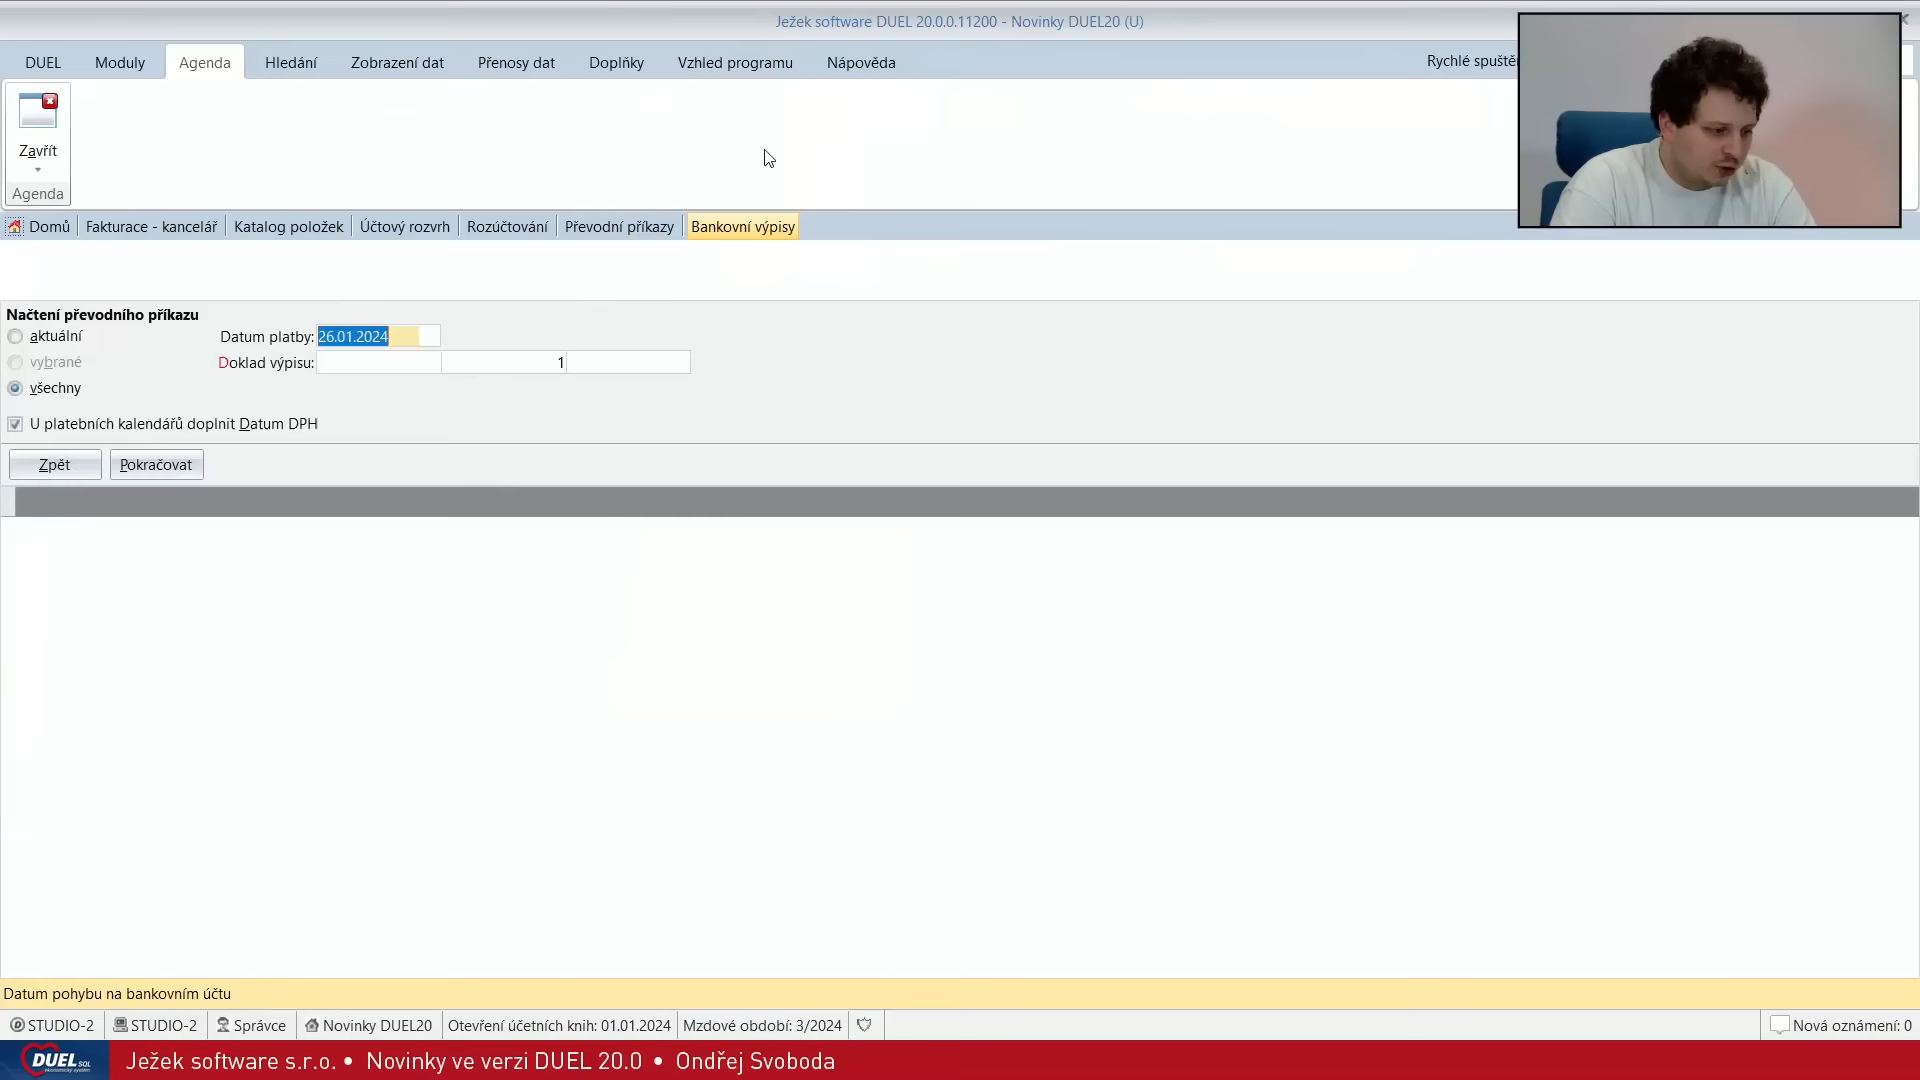 Ježek software DUEL 20.0.0.11200 - Novinky DUEL20 (U)
DUEL Moduly Agenda Hledání Zobrazení dat Přenosy dat Doplňky Vzhled programu Nápověda
Zavřít
Agenda
Domů Fakturace - kancelář Katalog položek Účtový rozvrh Rozúčtování Převodní příkazy Bankovní výpisy
Načtení převodního příkazu
aktuální Datum platby: 26.01.2024
vybrané Doklad výpisu: 1
všechny
U platebních kalendářů doplnit Datum DPH
Zpět Pokračovat
Datum pohybu na bankovním účtu
STUDIO-2 STUDIO-2 Správce Novinky DUEL20 Otevření účetních knih: 01.01.2024 Mzdové období: 3/2024 Nová oznámení: 0
DUEL SQL Ježek software s.r.o. • Novinky ve verzi DUEL 20.0 • Ondřej Svoboda